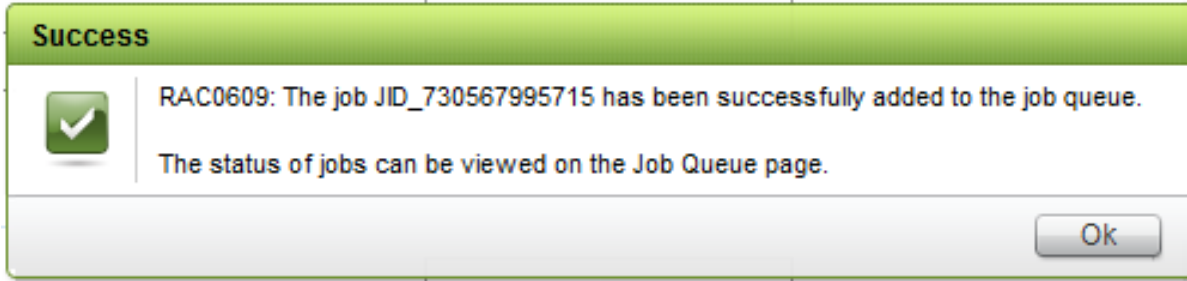 Success
RAC0609: The job JID_730567995715 has been successfully added to the job queue.
The status of jobs can be viewed on the Job Queue page.
Ok